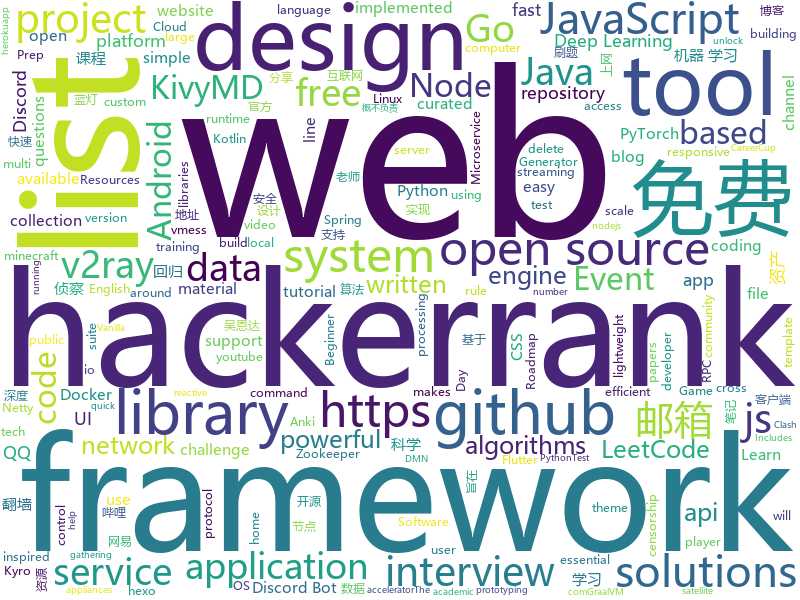 fast language implemented
project website JavaScript available
design Go platform Deep Learning Cloud building
Prep open simple 机器 学习 博客
课程 Discord KivyMD free Node Java 刷题 上网
list web tool large computer unlock
蓝灯 custom Linux 互联网 分享 官方 herokuapp
line questions repository curated based channel
快速 Android Microservice 概不负责 access
multi CareerCup PyTorch runtime Kotlin
available Resources blog responsive
collection version libraries 老师 delete Generator streaming easy test 安全 设计 实现 支持 server Python using 免费
vmess 地址 Spring video build local scale nodejs
minecraft v2ray data system open source Event coding
running 侦察 English training around 回归 material written engine app 资产
tutorial 算法 file
hackerrank
suite Beginner 吴恩达 support youtube processing 基于 CSS Roadmap lightweight papers developer rule number RPC public community template
io Vanilla
深度 code Docker library https github js
Netty command Day Game cross
tech UI Anki powerful 邮箱 笔记 efficient suite
QQ network challenge Zookeeper algorithms LeetCode 客户端
use 科学 DMN Flutter 旨在 Learn Clash Includes
翻墙 framework makes PythonTest quick
哔哩 开源 api reactive
control protocol home 节点 inspired theme censorship player
网易 Software
资源 service application interview solutions
help user essential will
Kyro hexo Discord Bot 数据 学习 satellite
gathering OS accelerator The academic prototyping comGraalVM appliances